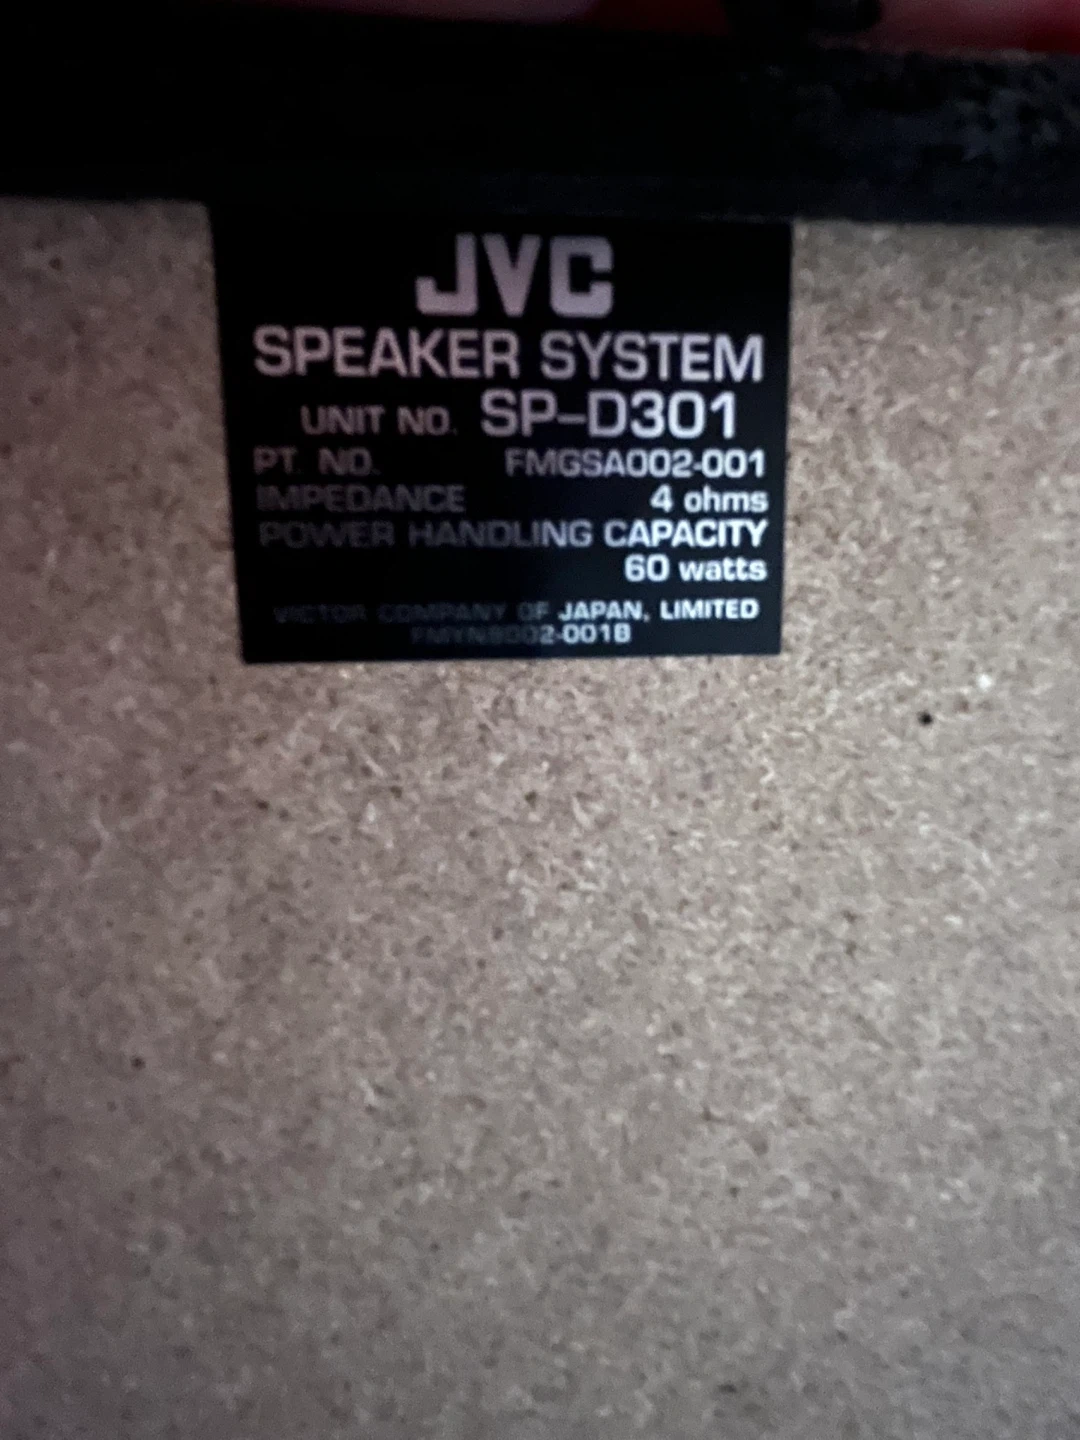 JVC
SPEAKER SYSTEM
UNIT NO. SP-D301
PT. NO. FMGSA002-001
IMPEDANCE 4 ohms
POWER HANDLING CAPACITY
60 watts
VICTOR COMPANY OF JAPAN, LIMITED